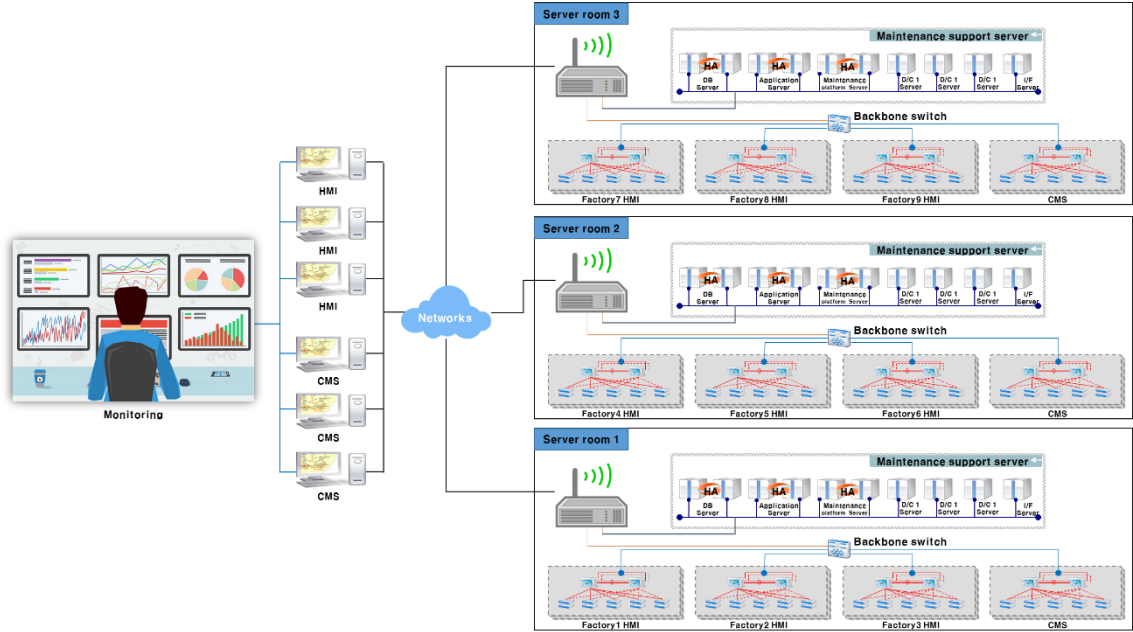 Server room 3
Maintenance support server
HA
HA
HA
DB
Server
Application
Server
Maintenance
platform Server
D/C 1
Server
D/C 1
Server
D/C 1
Server
I/F
Server
Backbone switch
Factory7 HMI
Factory8 HMI
Factory9 HMI
CMS
Server room 2
Maintenance support server
HA
HA
HA
DB
Server
Application
Server
Maintenance
platform Server
D/C 1
Server
D/C 1
Server
D/C 1
Server
I/F
Server
Backbone switch
Factory4 HMI
Factory5 HMI
Factory6 HMI
CMS
Server room 1
Maintenance support server
HA
HA
HA
DB
Server
Application
Server
Maintenance
platform Server
D/C 1
Server
D/C 1
Server
D/C 1
Server
I/F
Server
Backbone switch
Factory1 HMI
Factory2 HMI
Factory3 HMI
CMS
HMI
HMI
HMI
CMS
CMS
CMS
Networks
Monitoring